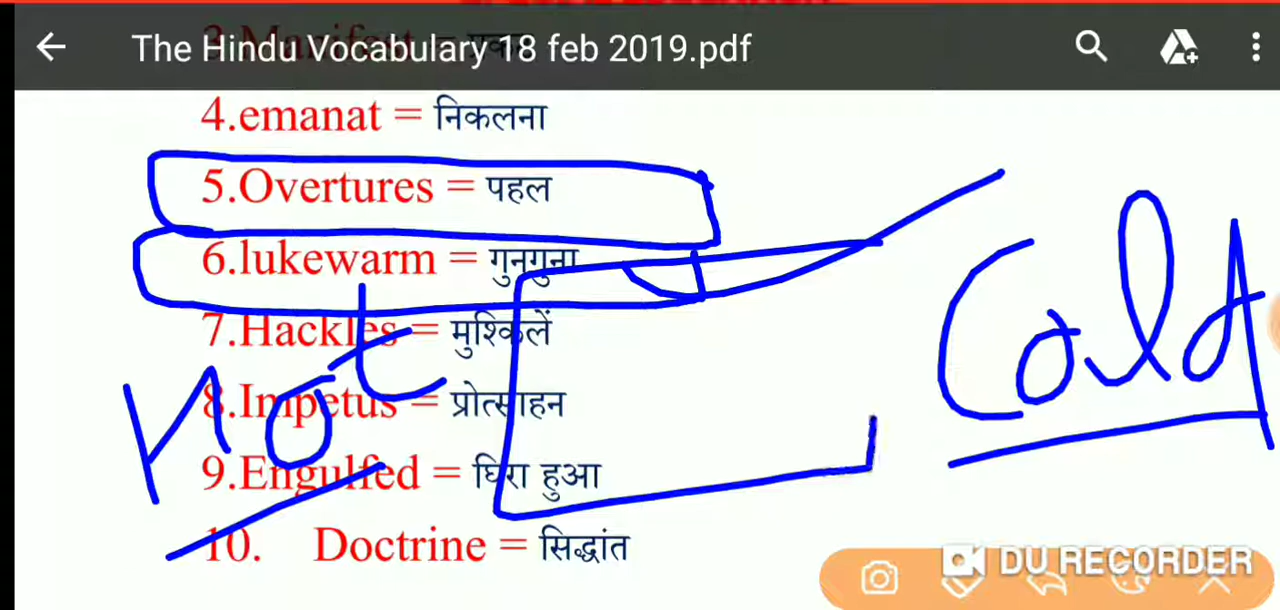 The Hindu Vocabulary 18 feb 2019.pdf
4.emanat = निकलना
5.Overtures = पहल
6.lukewarm = गुनगुना
7.Hackles = मुश्किलें
8.Impetus = प्रोत्साहन
9.Engulfed = घिरा हुआ
10. Doctrine = सिद्धांत
Hot
Cold
DU RECORDER